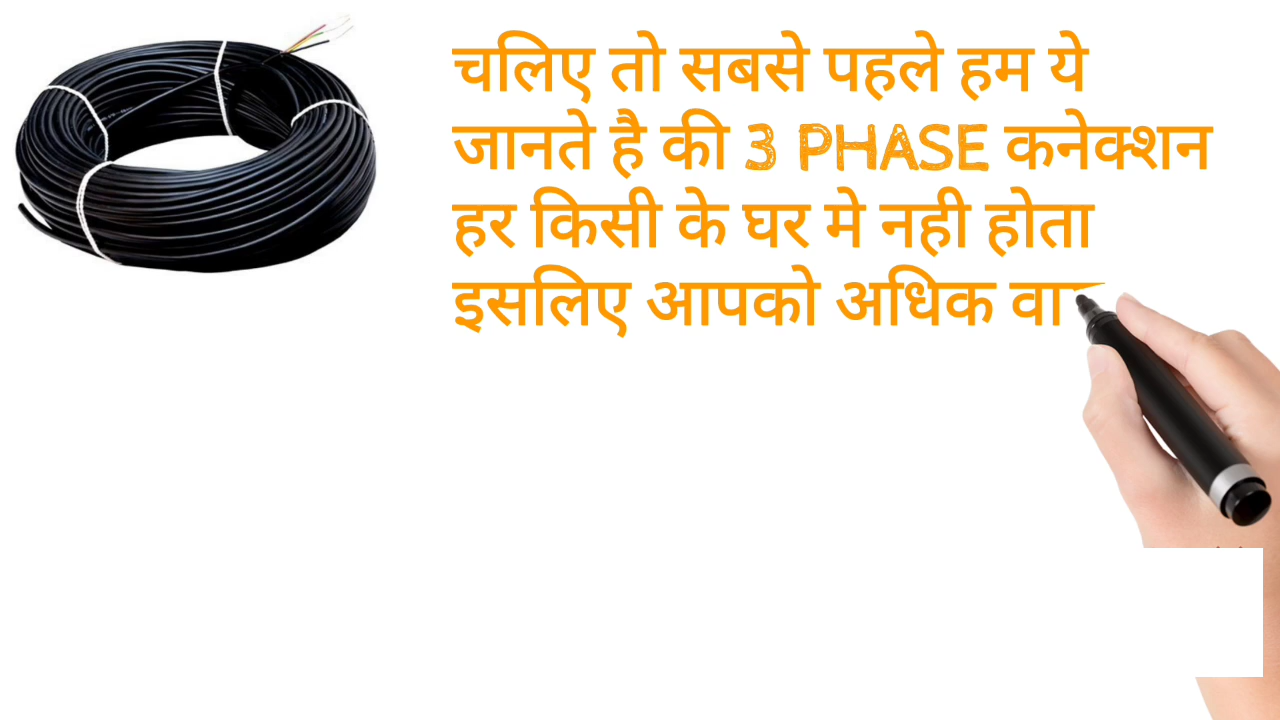 चलिए तो सबसे पहले हम ये
जानते है की 3 PHASE कनेक्शन
हर किसी के घर मे नही होता
इसलिए आपको अधिक